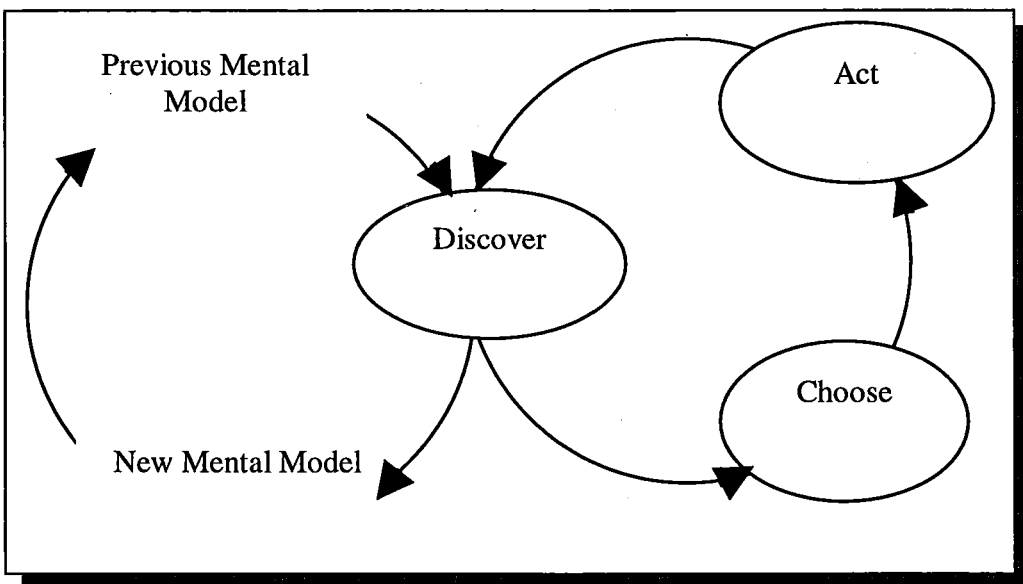 Previous Mental
Model
Act
Discover
Choose
New Mental Model